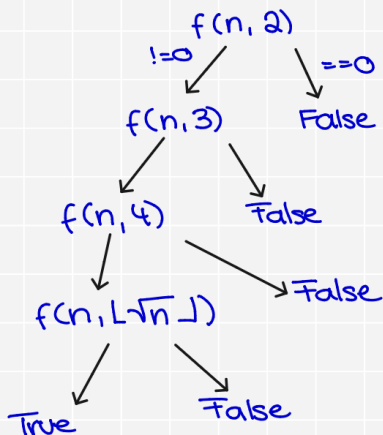 f(n, 2)
!=0 ==0
f(n,3) False
f(n,4) False
False
f(n, ⌊√n⌋)
True False